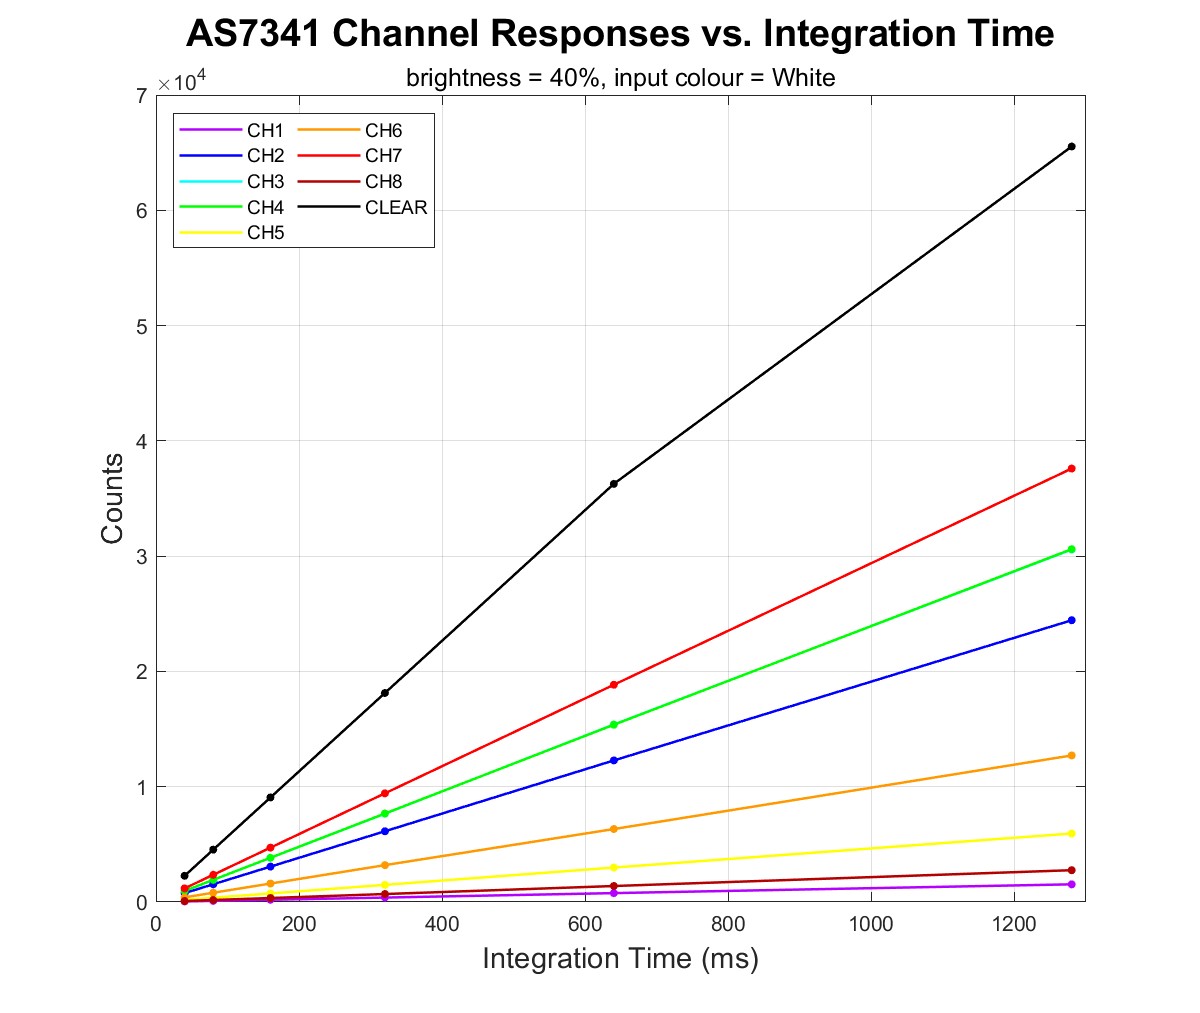 AS7341 Channel Responses vs. Integration Time
×10⁴
brightness = 40%, input colour = White
7
6
5
4
3
2
1
0
CH1
CH2
CH3
CH4
CH5
CH6
CH7
CH8
CLEAR
Counts
0 200 400 600 800 1000 1200
Integration Time (ms)